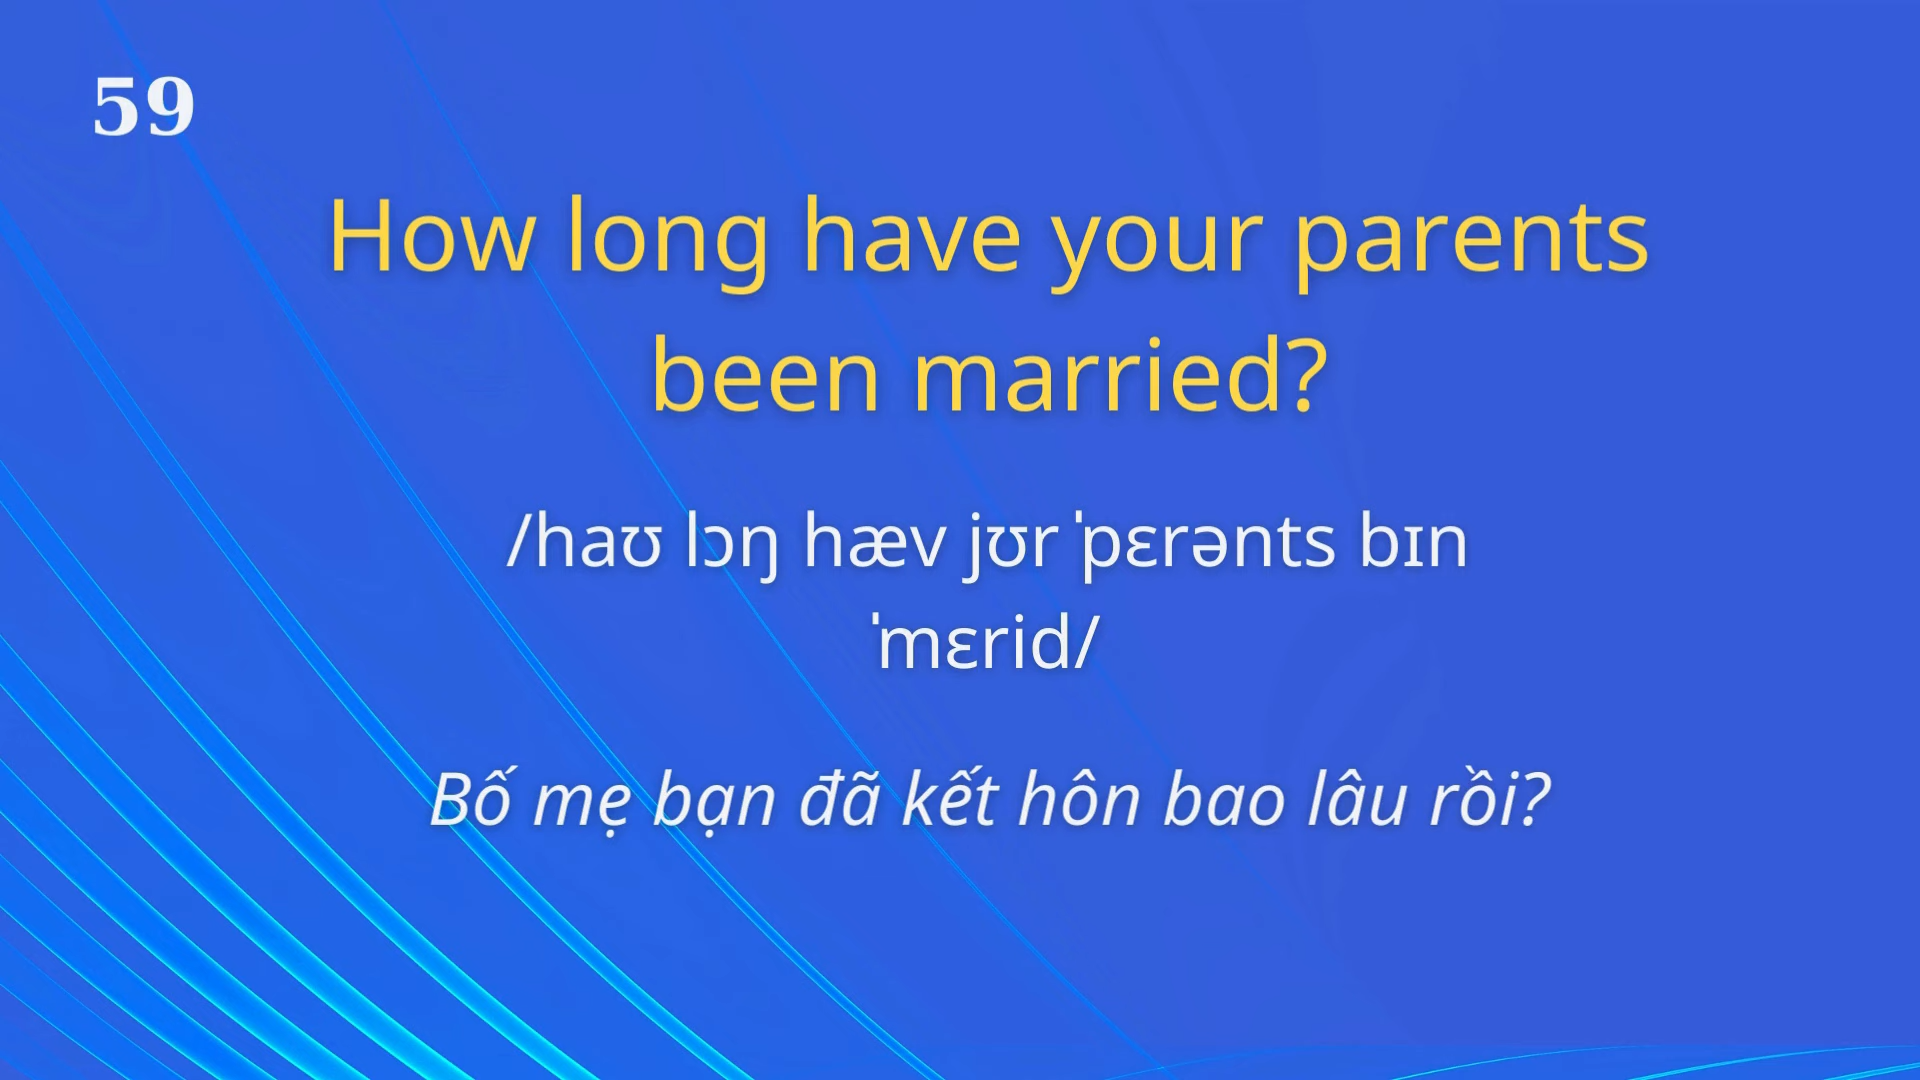 59
How long have your parents
been married?
/haʊ lɔŋ hæv jʊr ˈpɛrənts bɪn
ˈmɛrid/
Bố mẹ bạn đã kết hôn bao lâu rồi?